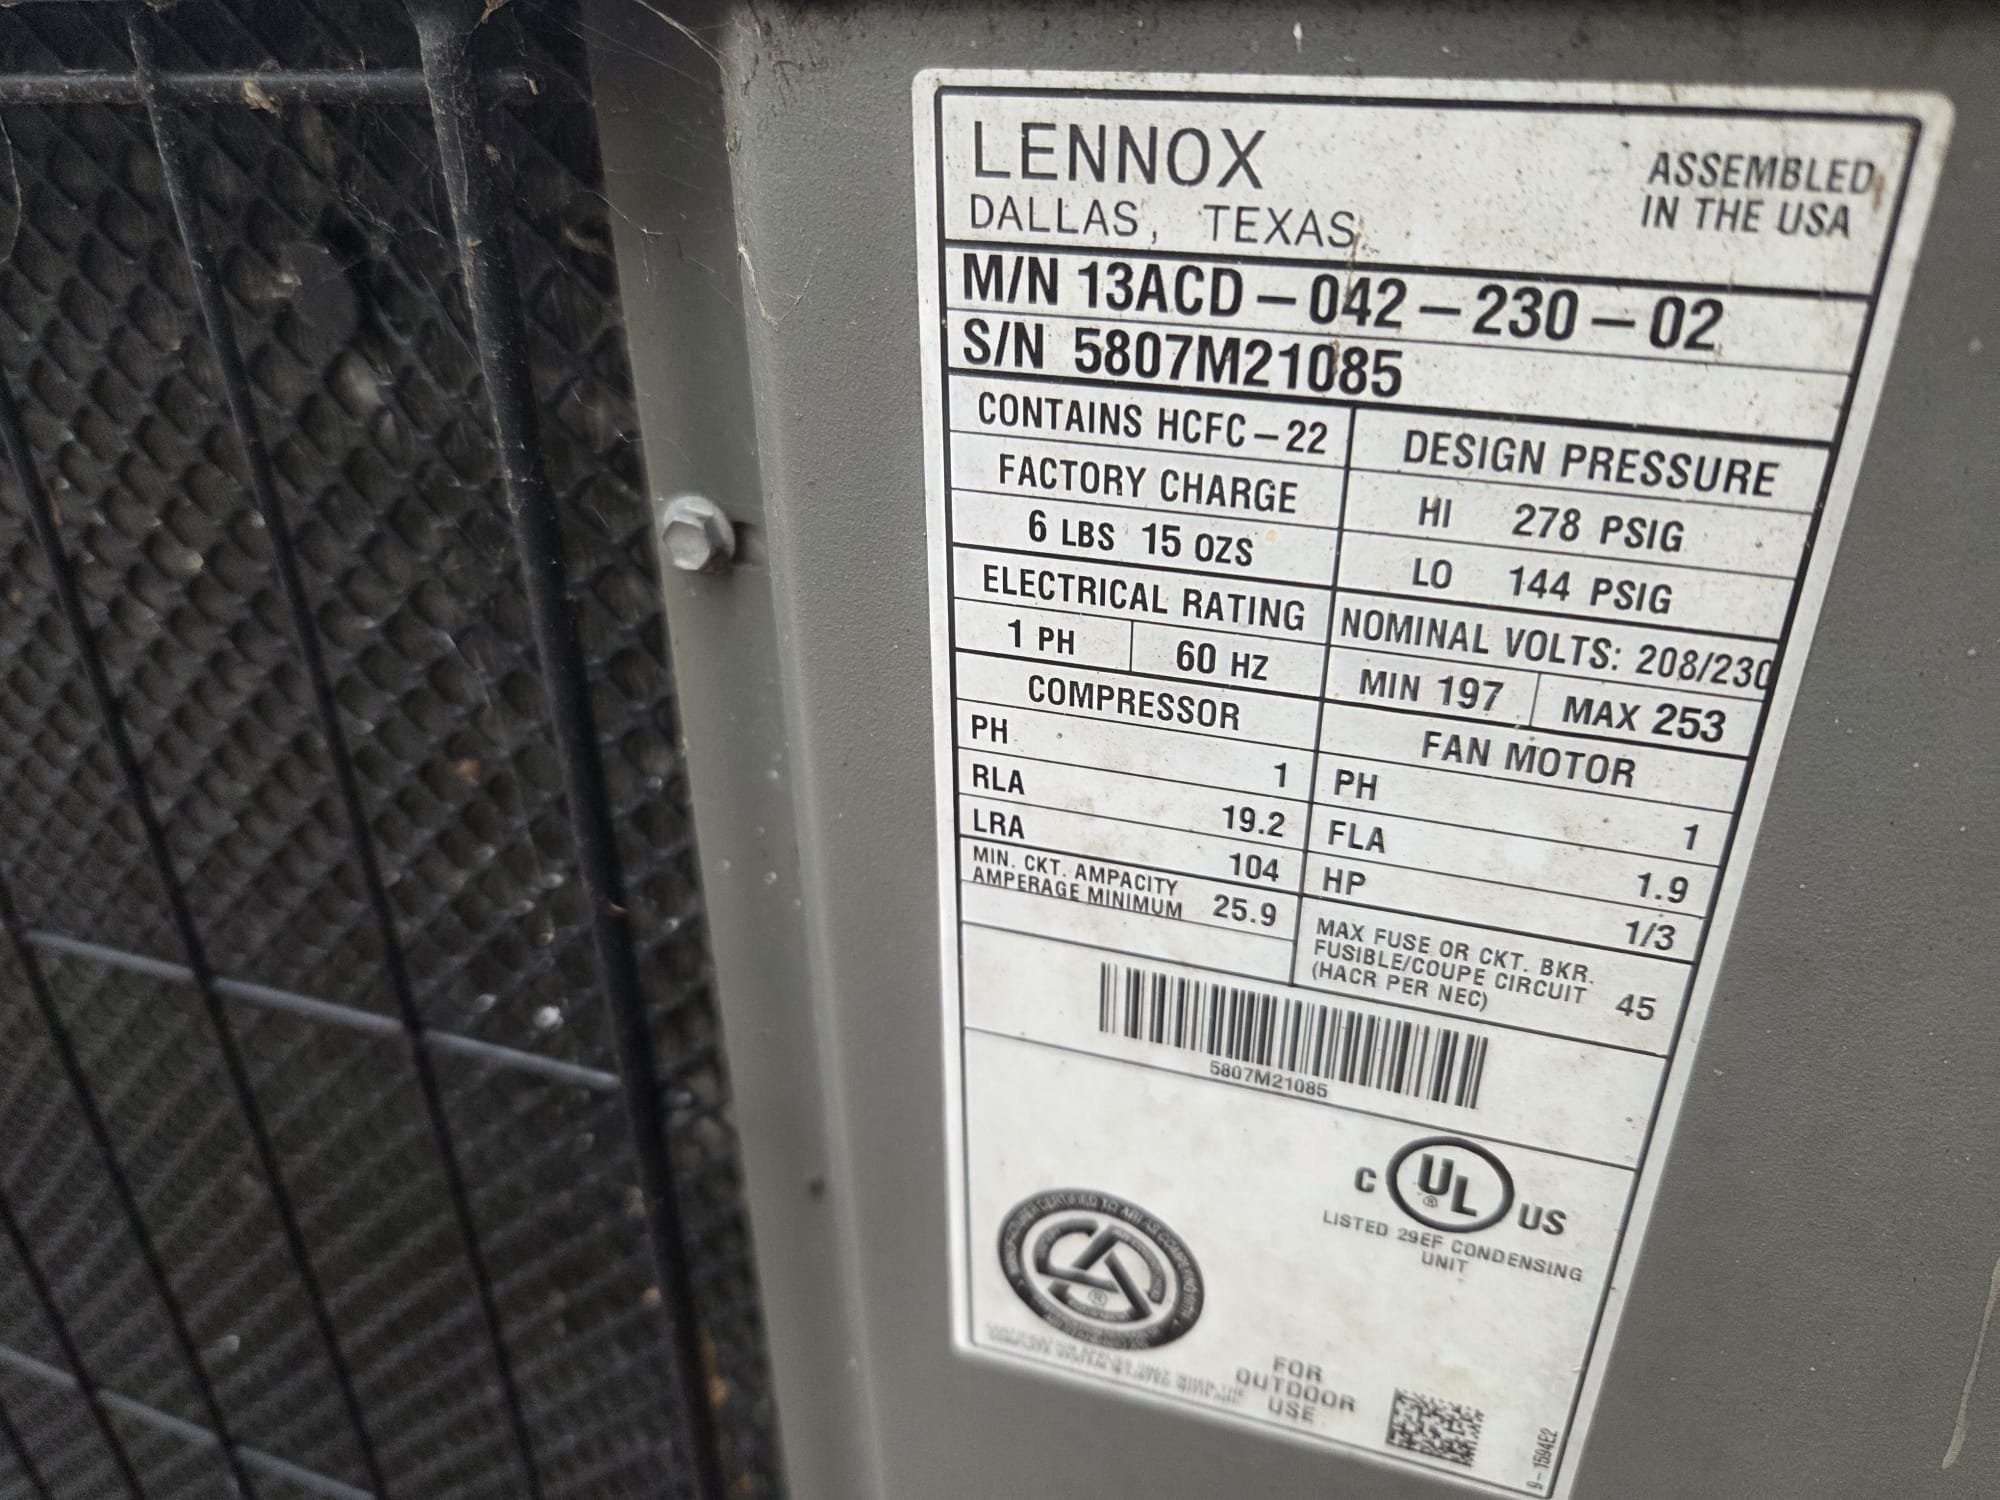 LENNOX
DALLAS, TEXAS
ASSEMBLED
IN THE USA
M/N 13ACD-042-230-02
S/N 5807M21085
CONTAINS HCFC-22
FACTORY CHARGE
6 LBS 15 OZS
DESIGN PRESSURE
HI 278 PSIG
LO 144 PSIG
ELECTRICAL RATING
1 PH 60 HZ
NOMINAL VOLTS: 208/230
MIN 197 MAX 253
COMPRESSOR
PH 1
RLA 19.2
LRA 104
MIN. CKT. AMPACITY
AMPERAGE MINIMUM 25.9
FAN MOTOR
PH 1
FLA 1.9
HP 1/3
MAX FUSE OR CKT. BKR.
FUSIBLE/COUPE CIRCUIT 45
(HACR PER NEC)
5807M21085
C UL® US
LISTED 29EF CONDENSING
UNIT
FOR
OUTDOOR
USE
9-1594E2